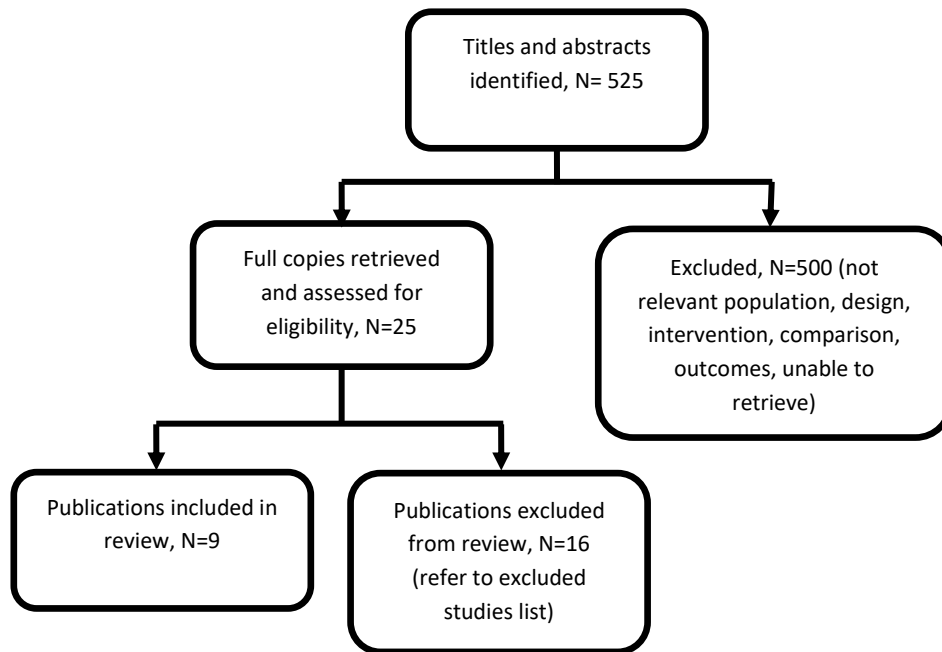 Titles and abstracts
identified, N= 525
Full copies retrieved
and assessed for
eligibility, N=25
Excluded, N=500 (not
relevant population, design,
intervention, comparison,
outcomes, unable to
retrieve)
Publications included in
review, N=9
Publications excluded
from review, N=16
(refer to excluded
studies list)